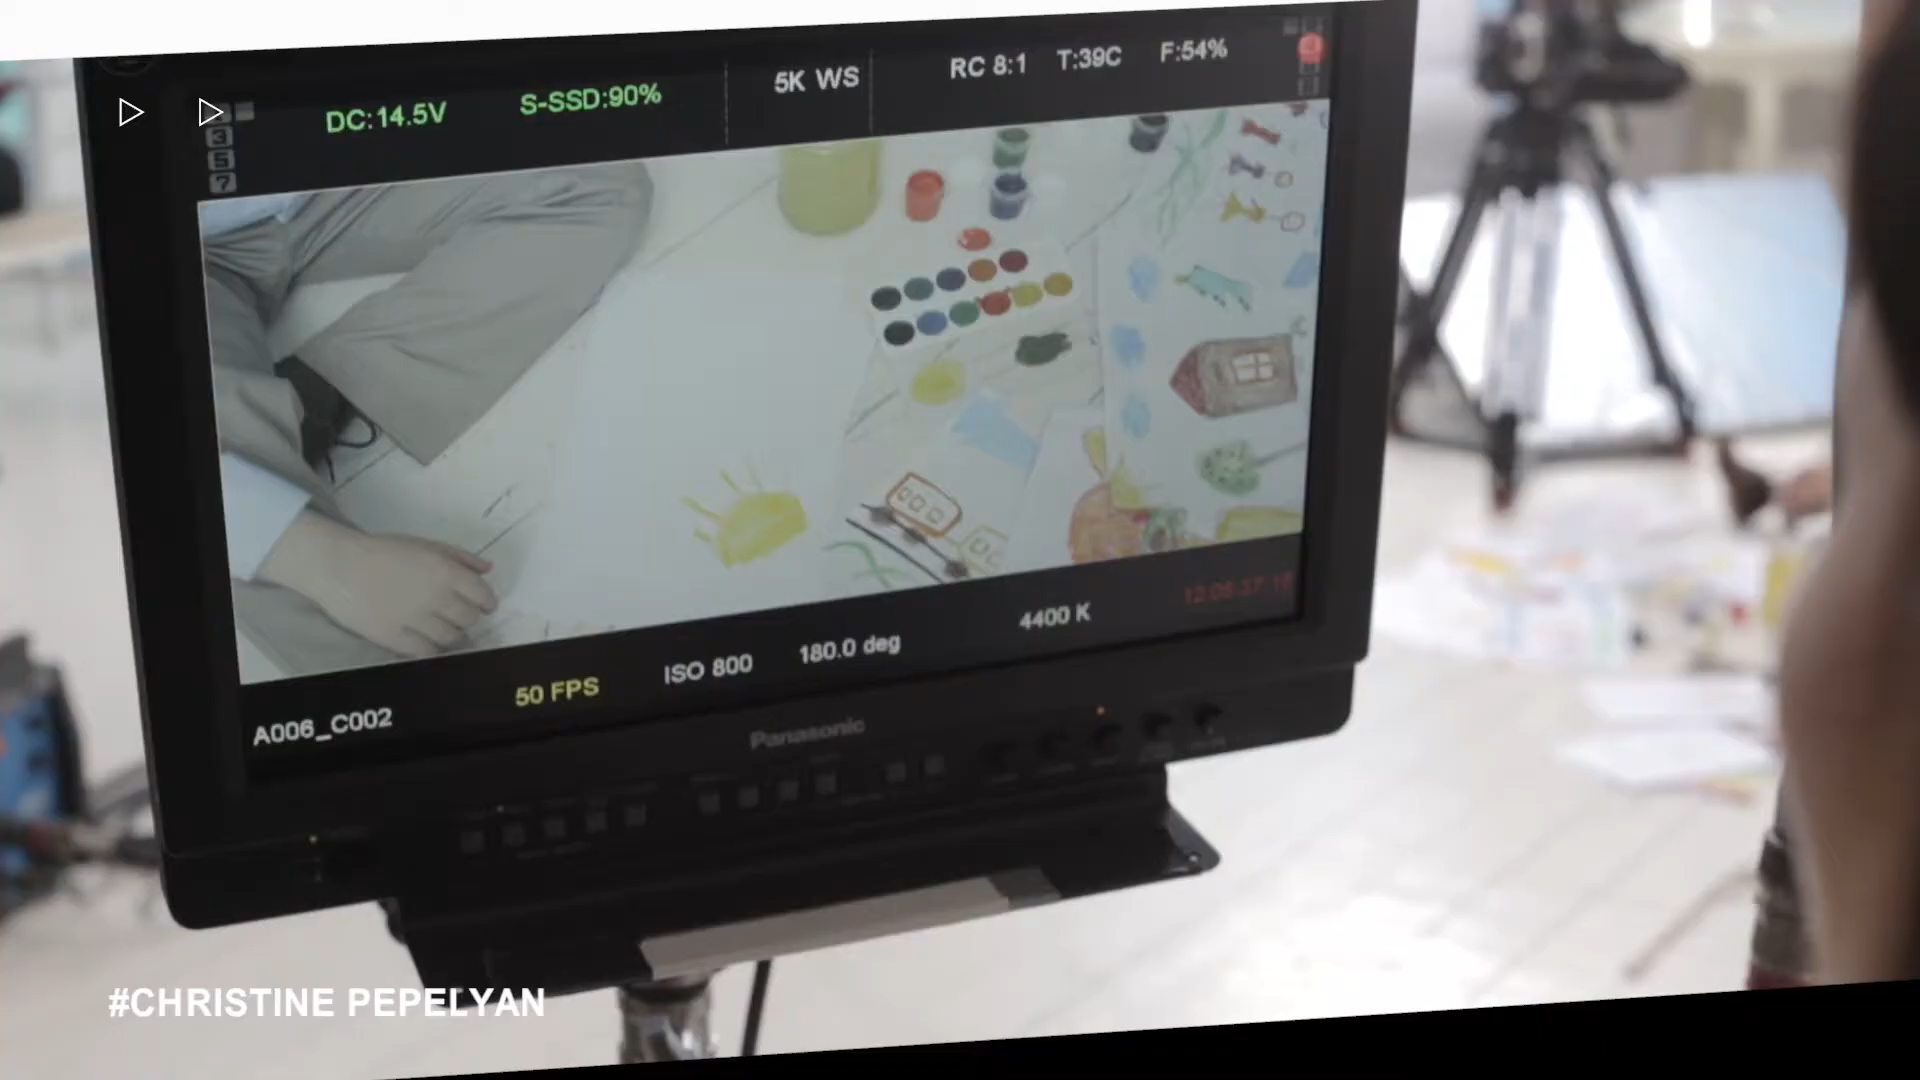 DC:14.5V S-SSD:90% 5K WS RC 8:1 T:39C F:54%
3
5
7
A006_C002 50 FPS ISO 800 180.0 deg 4400 K
Panasonic
#CHRISTINE PEPELYAN